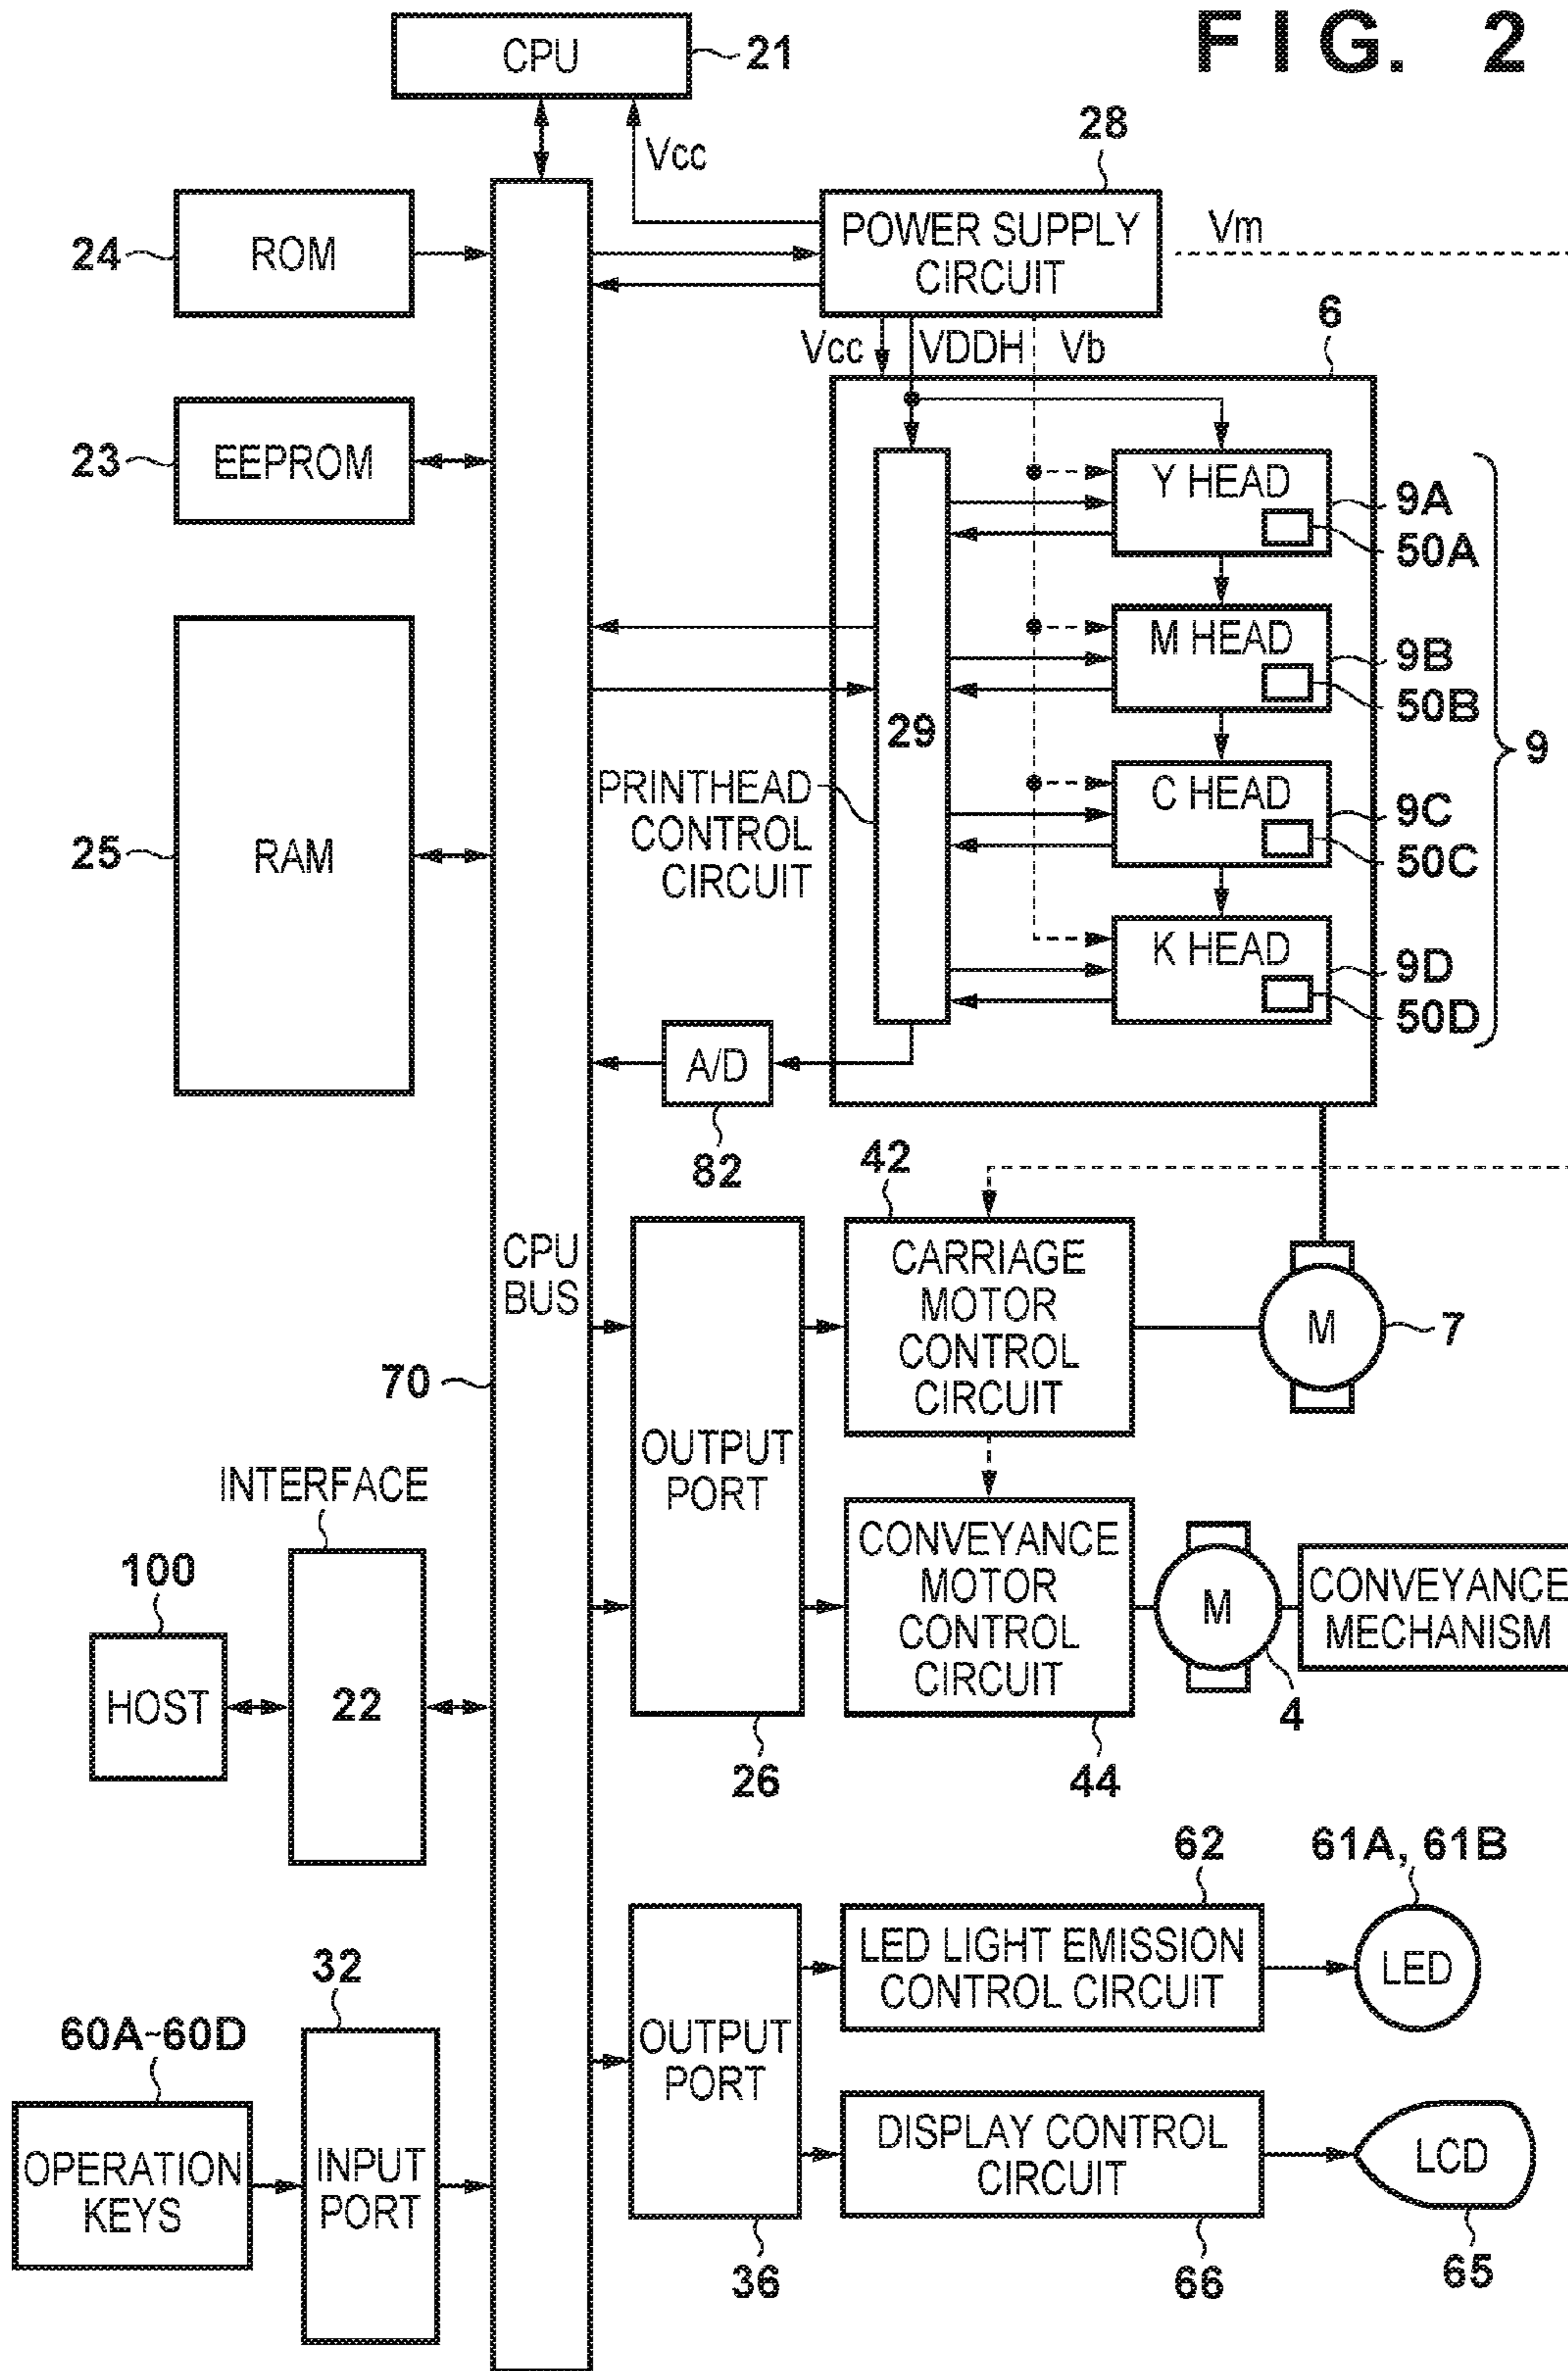 FIG. 2
CPU
21
Vcc
28
POWER SUPPLY
CIRCUIT
Vm
24
ROM
Vcc
VDDH
Vb
6
23
EEPROM
Y HEAD
9A
50A
M HEAD
9B
50B
9
29
PRINTHEAD
CONTROL
CIRCUIT
C HEAD
9C
50C
25
RAM
K HEAD
9D
50D
A/D
82
42
CPU
BUS
CARRIAGE
MOTOR
CONTROL
CIRCUIT
M
7
70
OUTPUT
PORT
INTERFACE
100
HOST
22
CONVEYANCE
MOTOR
CONTROL
CIRCUIT
M
CONVEYANCE
MECHANISM
4
26
44
62
61A, 61B
LED LIGHT EMISSION
CONTROL CIRCUIT
LED
32
60A~60D
OUTPUT
PORT
OPERATION
KEYS
INPUT
PORT
DISPLAY CONTROL
CIRCUIT
LCD
36
66
65